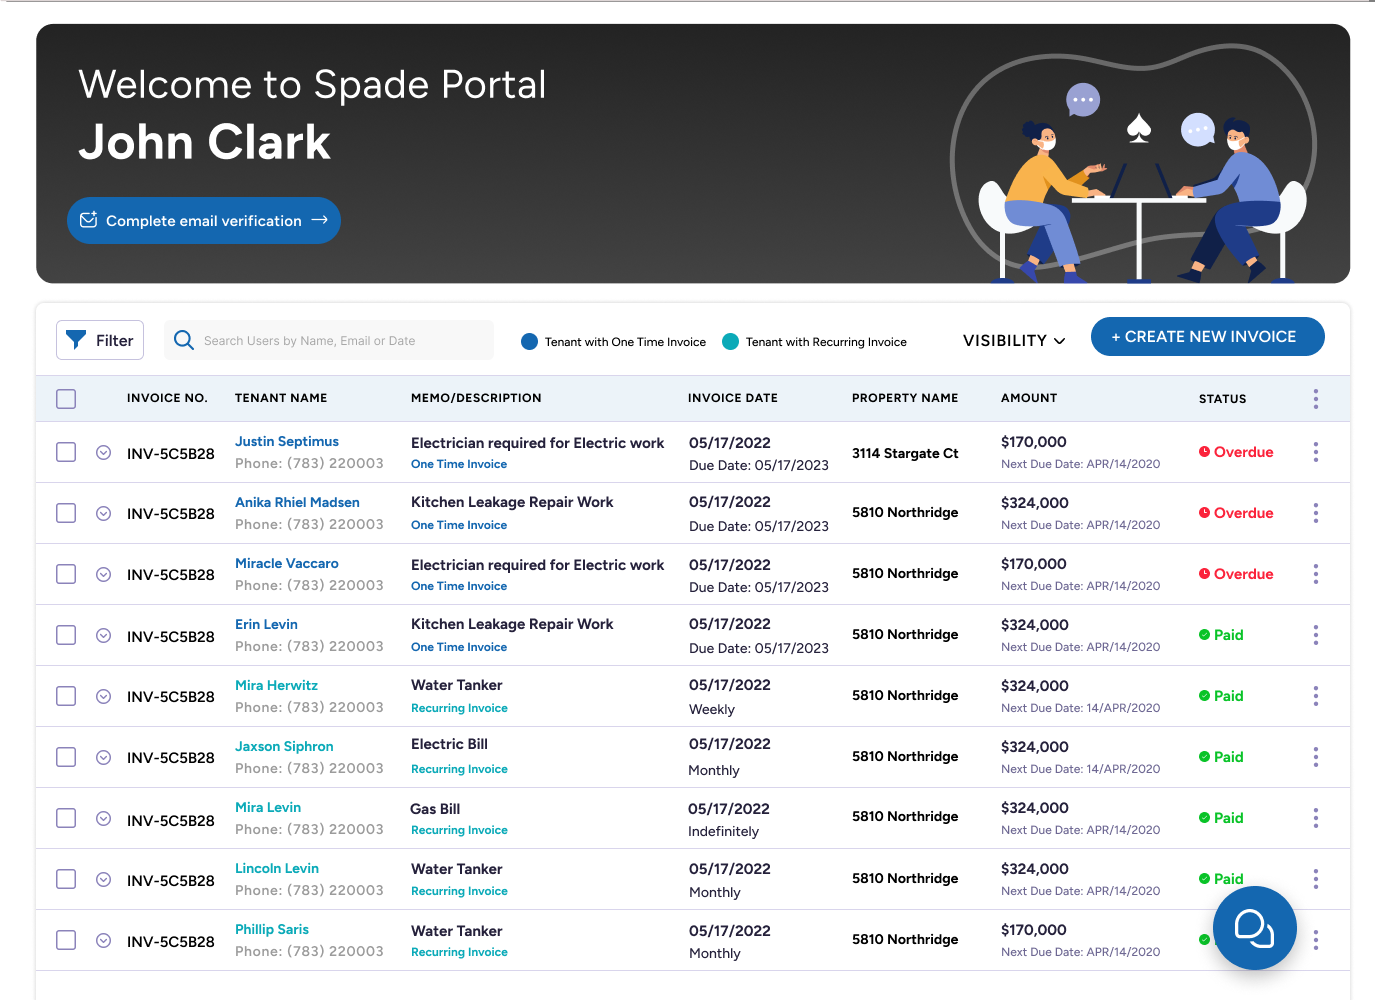 Welcome to Spade Portal
John Clark
Complete email verification
Filter
Search Users by Name, Email or Date
Tenant with One Time Invoice
Tenant with Recurring Invoice
VISIBILITY
+ CREATE NEW INVOICE
INVOICE NO. TENANT NAME MEMO/DESCRIPTION INVOICE DATE PROPERTY NAME AMOUNT STATUS
INV-5C5B28 Justin Septimus Electrician required for Electric work 05/17/2022 3114 Stargate Ct $170,000 Overdue
Phone: (783) 220003 One Time Invoice Due Date: 05/17/2023 Next Due Date: APR/14/2020
INV-5C5B28 Anika Rhiel Madsen Kitchen Leakage Repair Work 05/17/2022 5810 Northridge $324,000 Overdue
Phone: (783) 220003 One Time Invoice Due Date: 05/17/2023 Next Due Date: APR/14/2020
INV-5C5B28 Miracle Vaccaro Electrician required for Electric work 05/17/2022 5810 Northridge $170,000 Overdue
Phone: (783) 220003 One Time Invoice Due Date: 05/17/2023 Next Due Date: APR/14/2020
INV-5C5B28 Erin Levin Kitchen Leakage Repair Work 05/17/2022 5810 Northridge $324,000 Paid
Phone: (783) 220003 One Time Invoice Due Date: 05/17/2023 Next Due Date: APR/14/2020
INV-5C5B28 Mira Herwitz Water Tanker 05/17/2022 5810 Northridge $324,000 Paid
Phone: (783) 220003 Recurring Invoice Weekly Next Due Date: 14/APR/2020
INV-5C5B28 Jaxson Siphron Electric Bill 05/17/2022 5810 Northridge $324,000 Paid
Phone: (783) 220003 Recurring Invoice Monthly Next Due Date: 14/APR/2020
INV-5C5B28 Mira Levin Gas Bill 05/17/2022 5810 Northridge $324,000 Paid
Phone: (783) 220003 Recurring Invoice Indefinitely Next Due Date: APR/14/2020
INV-5C5B28 Lincoln Levin Water Tanker 05/17/2022 5810 Northridge $324,000 Paid
Phone: (783) 220003 Recurring Invoice Monthly Next Due Date: APR/14/2020
INV-5C5B28 Phillip Saris Water Tanker 05/17/2022 5810 Northridge $170,000
Phone: (783) 220003 Recurring Invoice Monthly Next Due Date: APR/14/2020